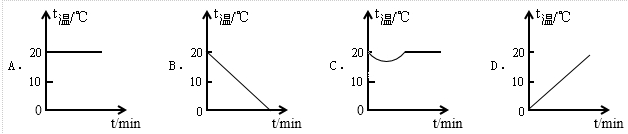 A. t温/℃ 20 10 0 t/min
B. t温/℃ 20 10 0 t/min
C. t温/℃ 20 10 0 t/min
D. t温/℃ 20 10 0 t/min